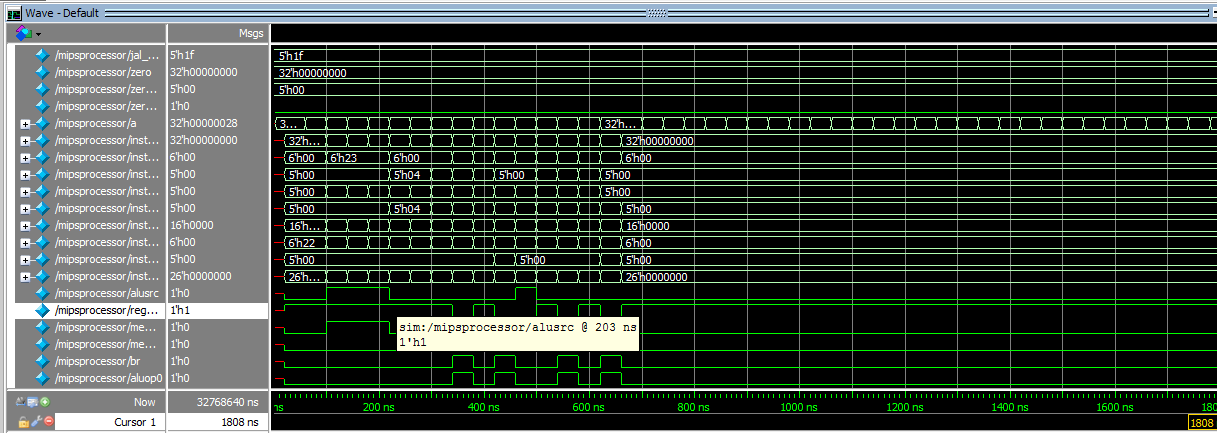 Wave - Default
Msgs
/mipsprocessor/jal_... 5'h1f 5'h1f
/mipsprocessor/zero 32'h00000000 32'h00000000
/mipsprocessor/zer... 5'h00 5'h00
/mipsprocessor/zer... 1'h0
/mipsprocessor/a 32'h00000028 3... 32'h...
/mipsprocessor/inst... 32'h00000000 32'h... 32'h00000000
/mipsprocessor/inst... 6'h00 6'h00 6'h23 6'h00 6'h00
/mipsprocessor/inst... 5'h00 5'h00 5'h04 5'h00 5'h00
/mipsprocessor/inst... 5'h00 5'h00 5'h00
/mipsprocessor/inst... 5'h00 5'h00 5'h04 5'h00
/mipsprocessor/inst... 16'h0000 16'h... 16'h0000
/mipsprocessor/inst... 6'h00 6'h22 6'h00
/mipsprocessor/inst... 5'h00 5'h00 5'h00 5'h00
/mipsprocessor/inst... 26'h0000000 26'h... 26'h0000000
/mipsprocessor/alusrc 1'h0
/mipsprocessor/reg... 1'h1
/mipsprocessor/me... 1'h0
/mipsprocessor/me... 1'h0
/mipsprocessor/br 1'h0
/mipsprocessor/aluop0 1'h0
sim:/mipsprocessor/alusrc @ 203 ns
1'h1
Now 32768640 ns ns 200 ns 400 ns 600 ns 800 ns 1000 ns 1200 ns 1400 ns 1600 ns
Cursor 1 1808 ns 1808